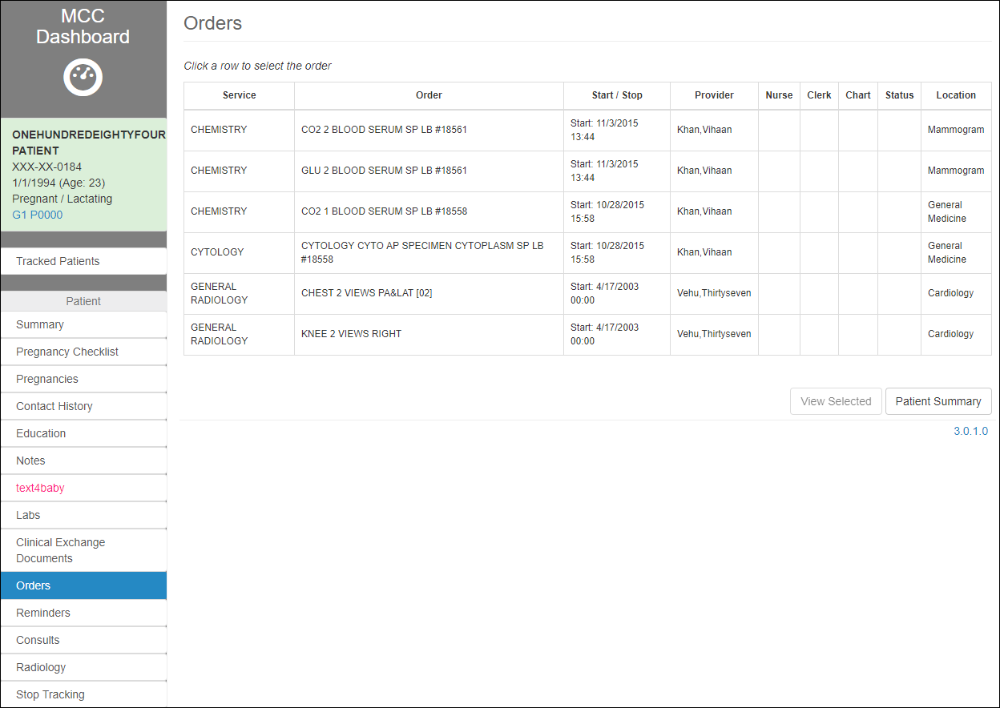 MCC
Dashboard
ONEHUNDREDEIGHTYFOUR
PATIENT
XXX-XX-0184
1/1/1994 (Age: 23)
Pregnant / Lactating
G1 P0000
Tracked Patients
Patient
Summary
Pregnancy Checklist
Pregnancies
Contact History
Education
Notes
text4baby
Labs
Clinical Exchange
Documents
Orders
Reminders
Consults
Radiology
Stop Tracking
Orders
Click a row to select the order
Service Order Start / Stop Provider Nurse Clerk Chart Status Location
CHEMISTRY CO2 2 BLOOD SERUM SP LB #18561 Start: 11/3/2015 13:44 Khan,Vihaan Mammogram
CHEMISTRY GLU 2 BLOOD SERUM SP LB #18561 Start: 11/3/2015 13:44 Khan,Vihaan Mammogram
CHEMISTRY CO2 1 BLOOD SERUM SP LB #18558 Start: 10/28/2015 15:58 Khan,Vihaan General Medicine
CYTOLOGY CYTOLOGY CYTO AP SPECIMEN CYTOPLASM SP LB #18558 Start: 10/28/2015 15:58 Khan,Vihaan General Medicine
GENERAL RADIOLOGY CHEST 2 VIEWS PA&LAT [02] Start: 4/17/2003 00:00 Vehu,Thirtyseven Cardiology
GENERAL RADIOLOGY KNEE 2 VIEWS RIGHT Start: 4/17/2003 00:00 Vehu,Thirtyseven Cardiology
View Selected Patient Summary
3.0.1.0